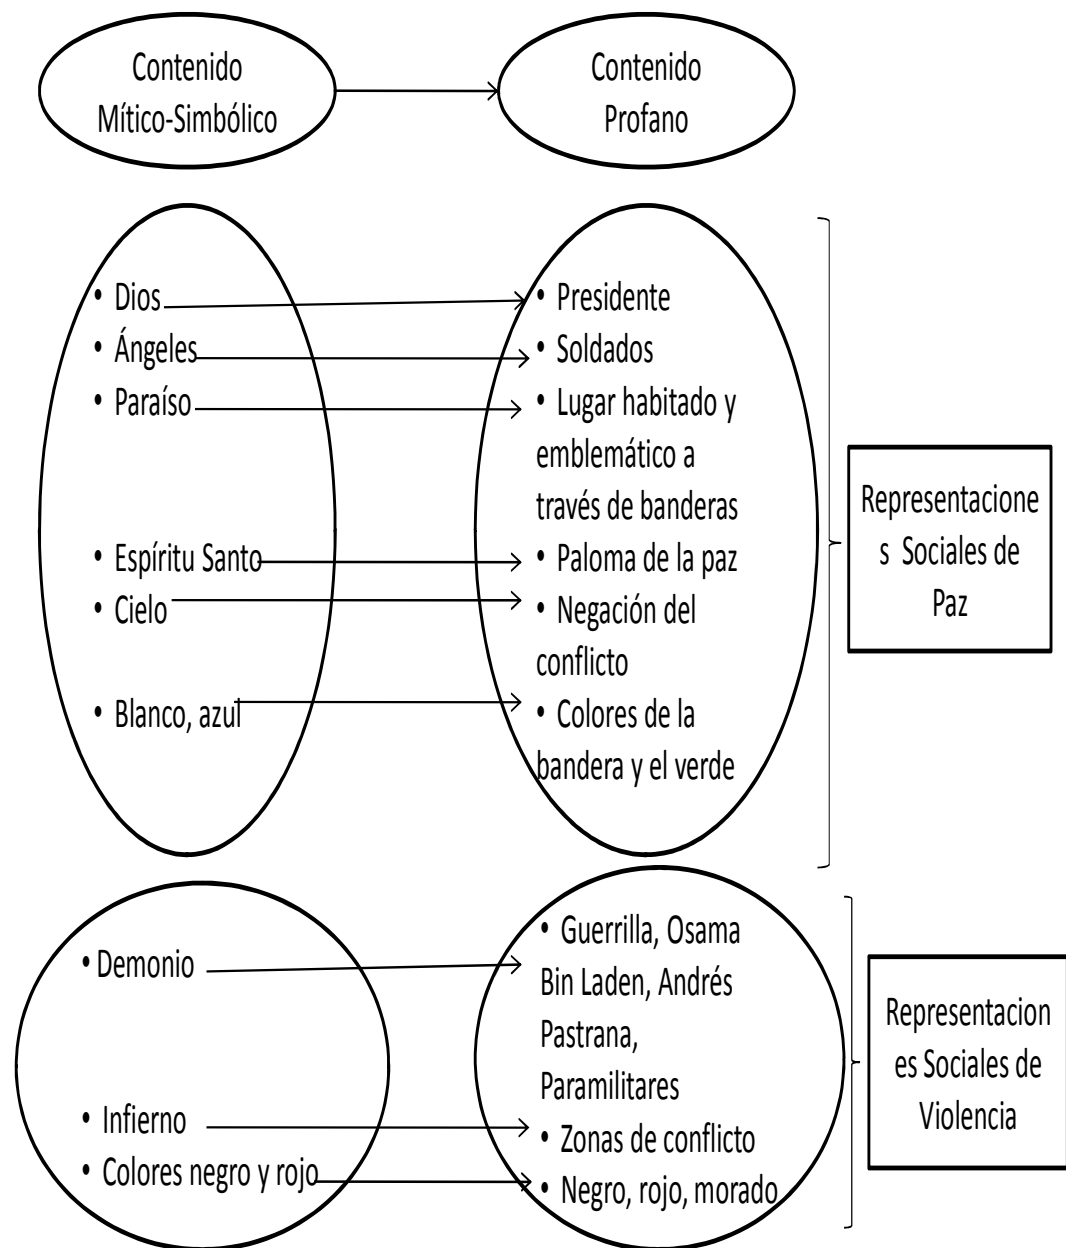 Contenido
Mítico-Simbólico
Contenido
Profano
• Dios
• Ángeles
• Paraíso
• Espíritu Santo
• Cielo
• Blanco, azul
• Presidente
• Soldados
• Lugar habitado y
emblemático a
través de banderas
• Paloma de la paz
• Negación del
conflicto
• Colores de la
bandera y el verde
Representacione
s Sociales de
Paz
• Demonio
• Infierno
• Colores negro y rojo
• Guerrilla, Osama
Bin Laden, Andrés
Pastrana,
Paramilitares
• Zonas de conflicto
• Negro, rojo, morado
Representacion
es Sociales de
Violencia